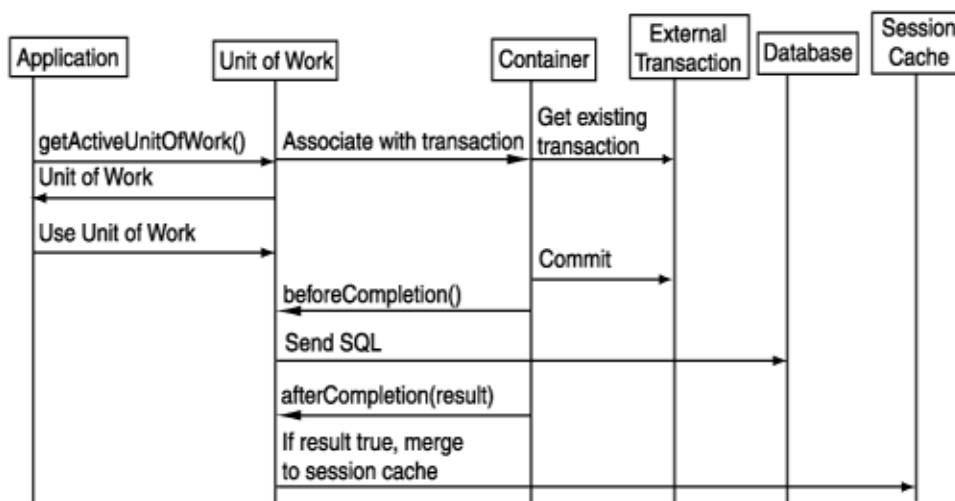 Application
Unit of Work
Container
External
Transaction
Database
Session
Cache
getActiveUnitOfWork()
Associate with transaction
Get existing
transaction
Unit of Work
Use Unit of Work
Commit
beforeCompletion()
Send SQL
afterCompletion(result)
If result true, merge
to session cache